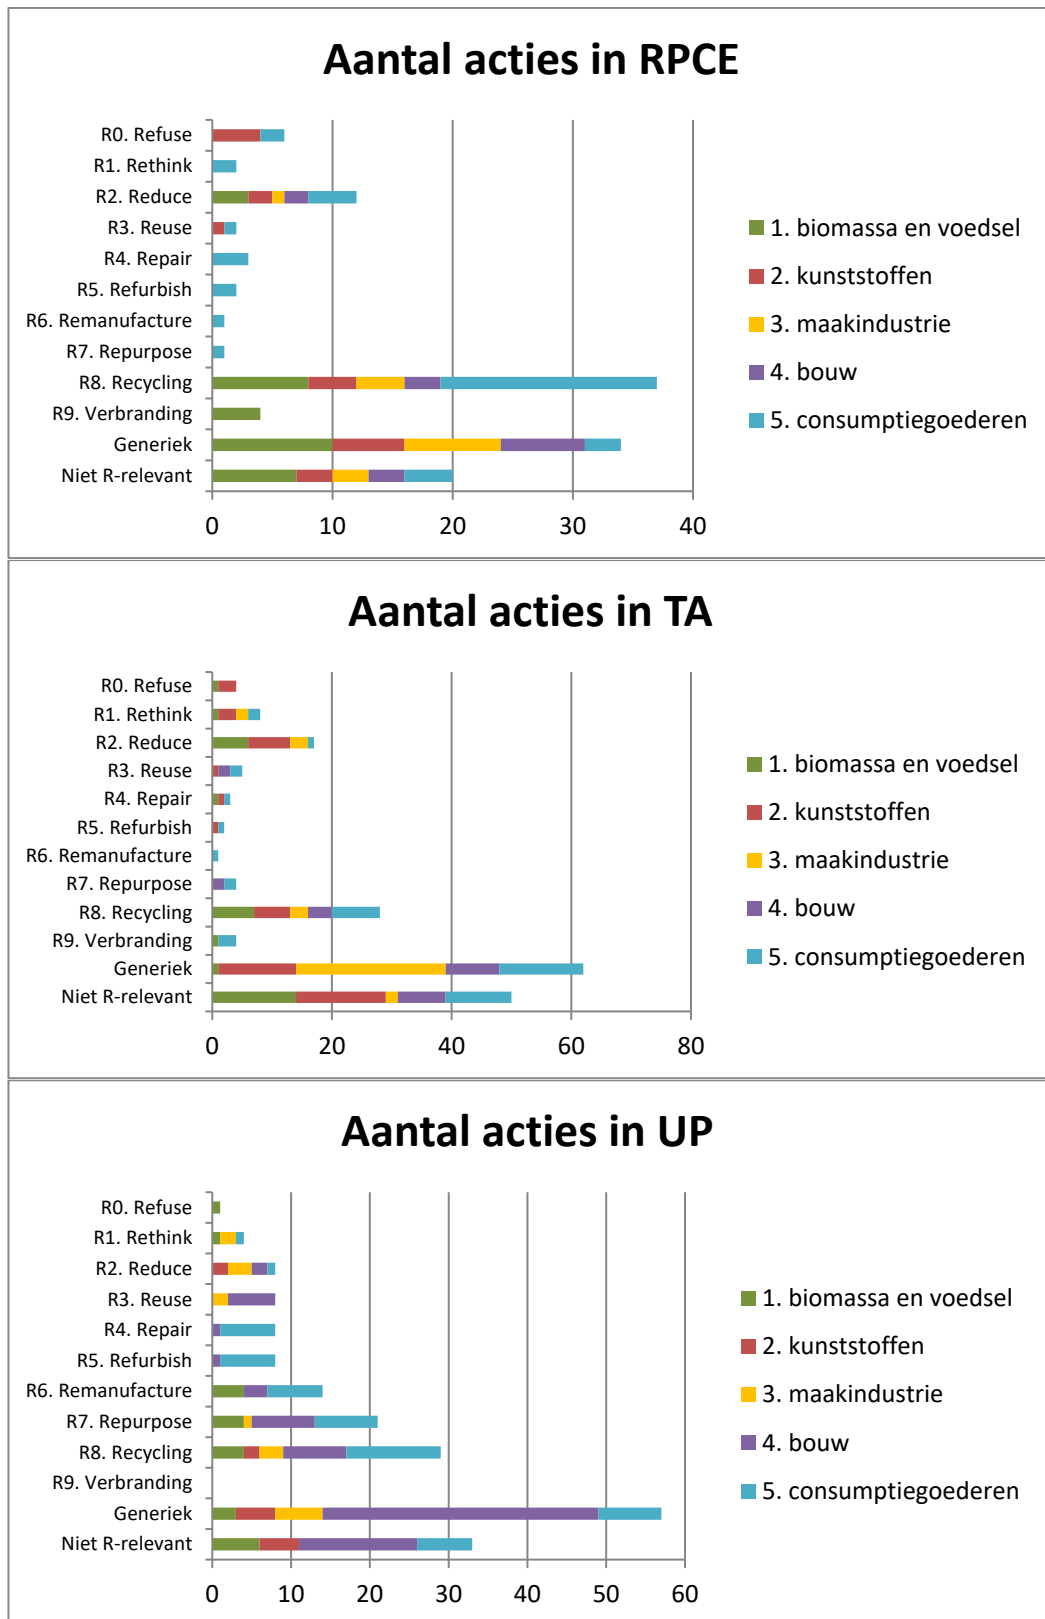 Aantal acties in RPCE
R0. Refuse
R1. Rethink
R2. Reduce
R3. Reuse
R4. Repair
R5. Refurbish
R6. Remanufacture
R7. Repurpose
R8. Recycling
R9. Verbranding
Generiek
Niet R-relevant
0 10 20 30 40
1. biomassa en voedsel
2. kunststoffen
3. maakindustrie
4. bouw
5. consumptiegoederen
Aantal acties in TA
R0. Refuse
R1. Rethink
R2. Reduce
R3. Reuse
R4. Repair
R5. Refurbish
R6. Remanufacture
R7. Repurpose
R8. Recycling
R9. Verbranding
Generiek
Niet R-relevant
0 20 40 60 80
1. biomassa en voedsel
2. kunststoffen
3. maakindustrie
4. bouw
5. consumptiegoederen
Aantal acties in UP
R0. Refuse
R1. Rethink
R2. Reduce
R3. Reuse
R4. Repair
R5. Refurbish
R6. Remanufacture
R7. Repurpose
R8. Recycling
R9. Verbranding
Generiek
Niet R-relevant
0 10 20 30 40 50 60
1. biomassa en voedsel
2. kunststoffen
3. maakindustrie
4. bouw
5. consumptiegoederen